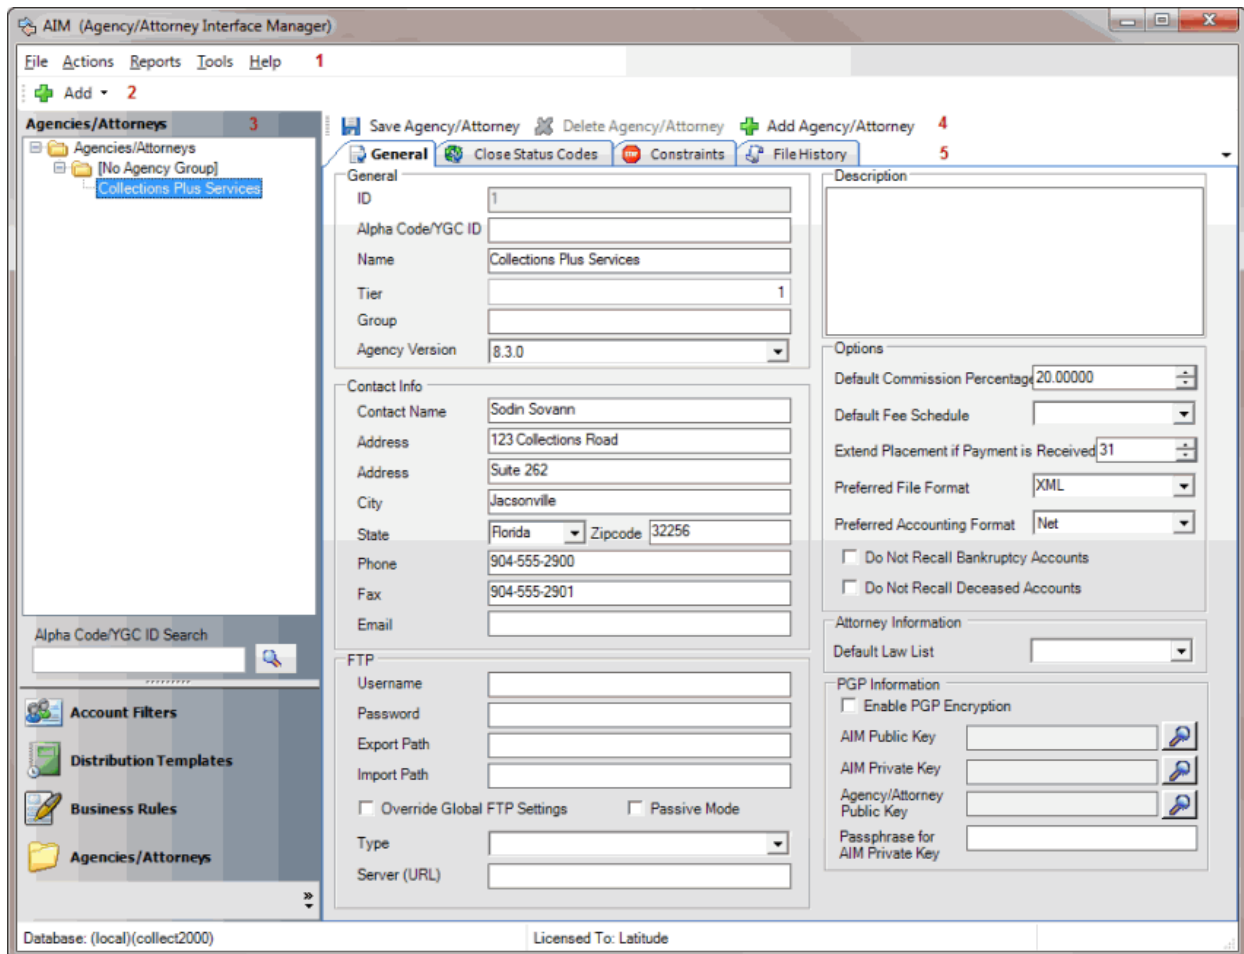 AIM (Agency/Attorney Interface Manager)
File Actions Reports Tools Help 1
Add 2
Agencies/Attorneys 3
Agencies/Attorneys
[No Agency Group]
Collections Plus Services
Alpha Code/YGC ID Search
Account Filters
Distribution Templates
Business Rules
Agencies/Attorneys
Save Agency/Attorney Delete Agency/Attorney Add Agency/Attorney 4
General Close Status Codes Constraints File History 5
General
ID 1
Alpha Code/YGC ID
Name Collections Plus Services
Tier 1
Group
Agency Version 8.3.0
Contact Info
Contact Name Sodin Sovann
Address 123 Collections Road
Address Suite 262
City Jacsonville
State Florida Zipcode 32256
Phone 904-555-2900
Fax 904-555-2901
Email
FTP
Username
Password
Export Path
Import Path
Override Global FTP Settings Passive Mode
Type
Server (URL)
Description
Options
Default Commission Percentage 20.00000
Default Fee Schedule
Extend Placement if Payment is Received 31
Preferred File Format XML
Preferred Accounting Format Net
Do Not Recall Bankruptcy Accounts
Do Not Recall Deceased Accounts
Attorney Information
Default Law List
PGP Information
Enable PGP Encryption
AIM Public Key
AIM Private Key
Agency/Attorney
Public Key
Passphrase for
AIM Private Key
Database: (local)(collect2000) Licensed To: Latitude